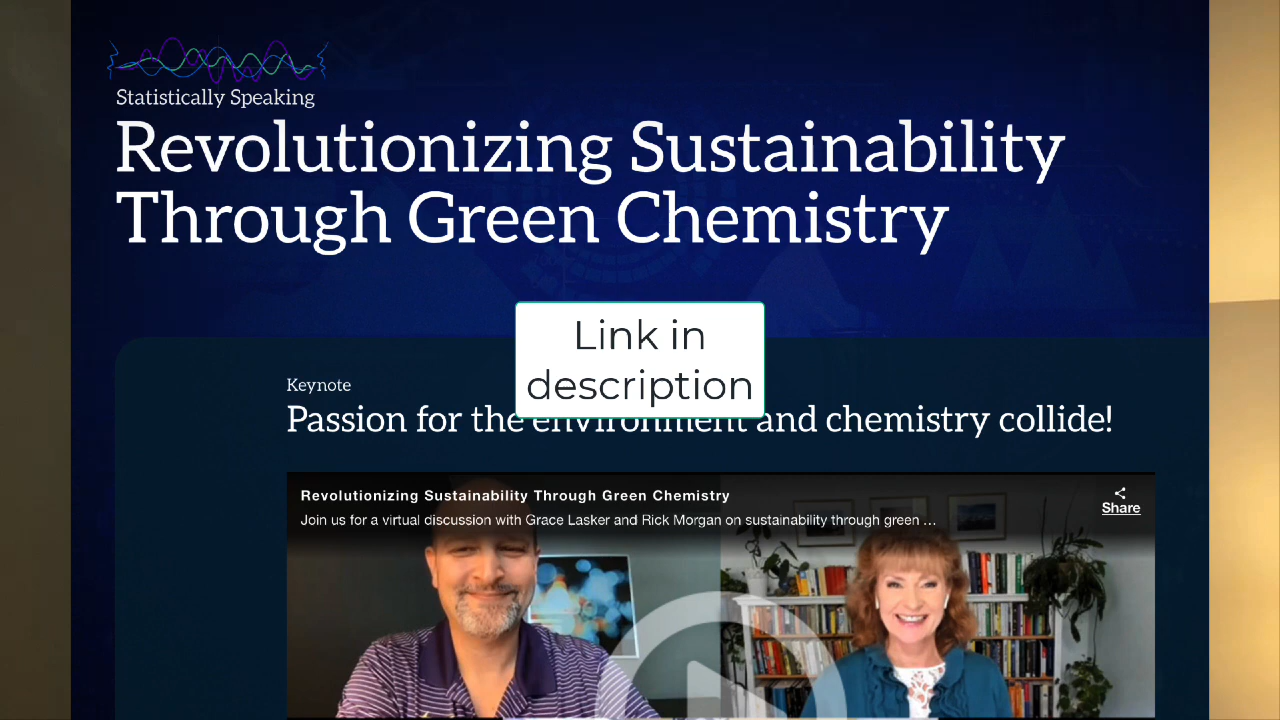 Statistically Speaking
Revolutionizing Sustainability
Through Green Chemistry
Link in
description
Keynote
Passion for the environment and chemistry collide!
Revolutionizing Sustainability Through Green Chemistry
Share
Join us for a virtual discussion with Grace Lasker and Rick Morgan on sustainability through green …